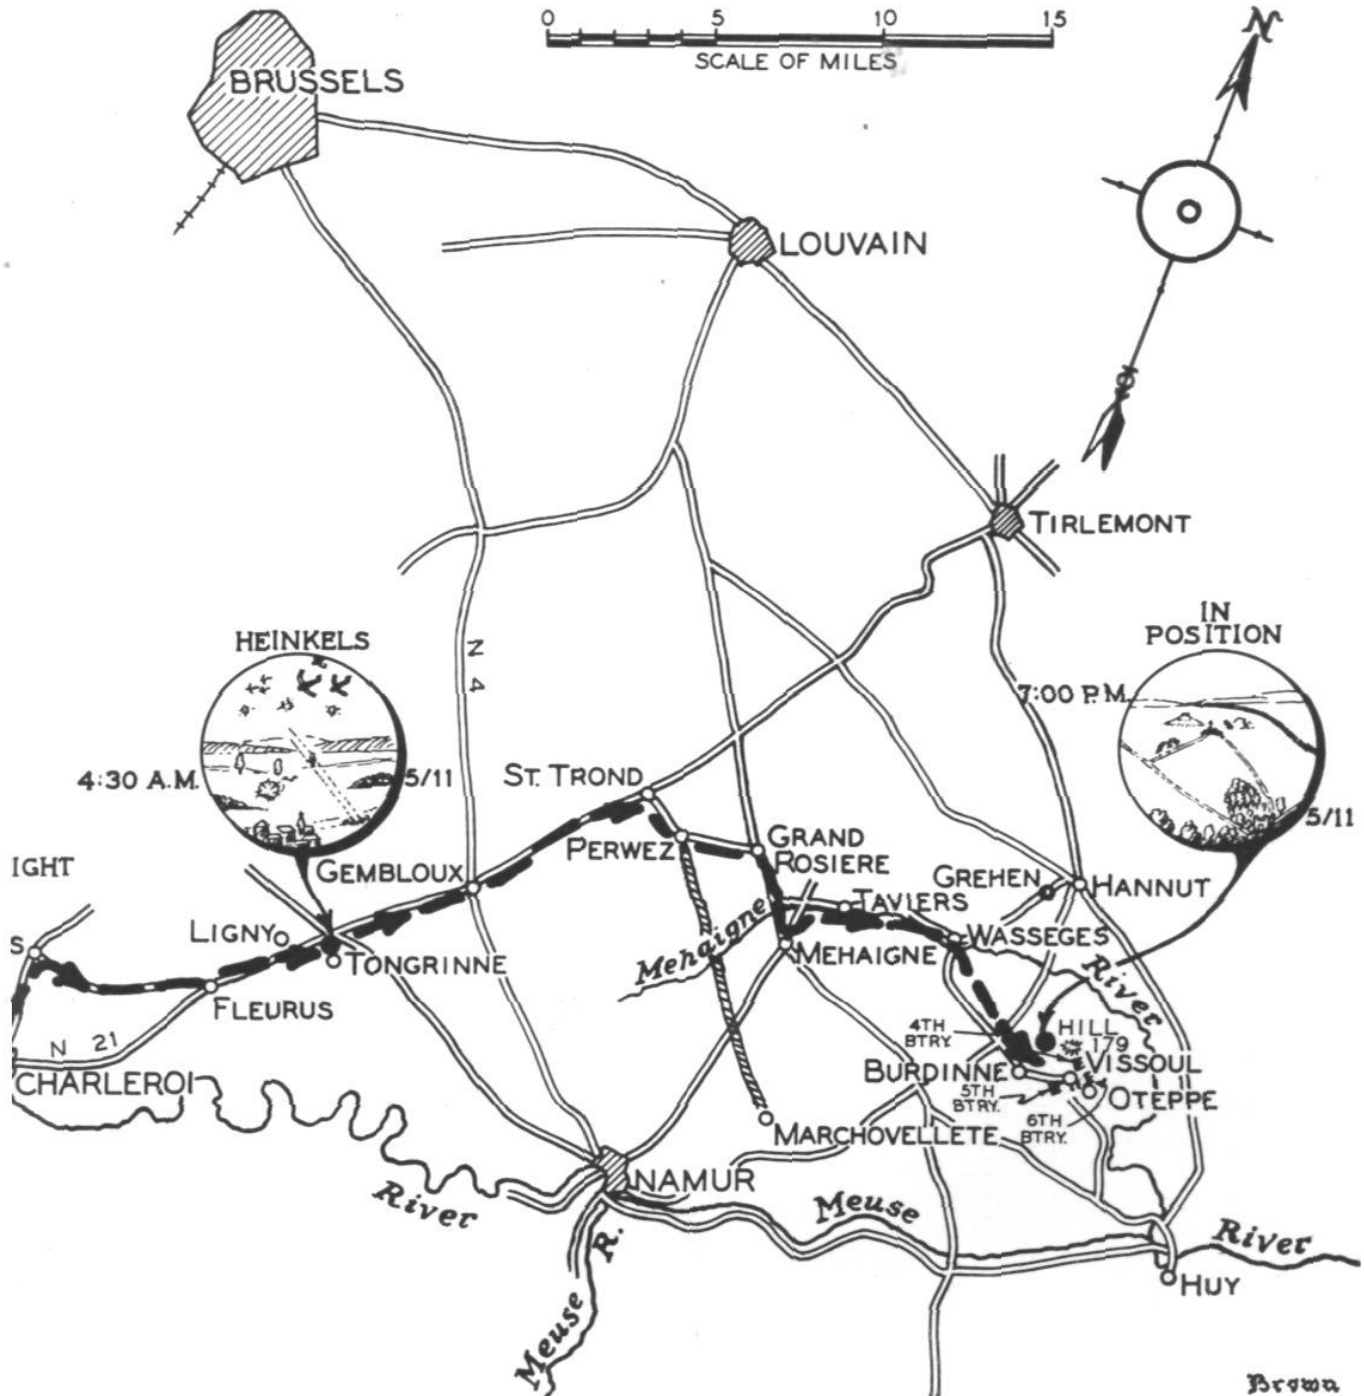 0 5 10 15
SCALE OF MILES
N
BRUSSELS
LOUVAIN
TIRLEMONT
IN
POSITION
HEINKELS
N 4
7:00 P.M.
4:30 A.M.
5/11
ST. TROND
5/11
PERWEZ
GRAND
ROSIERE
IGHT
GEMBLOUX
GREHEN
HANNUT
TAVIERS
S
LIGNY
TONGRINNE
Mehaigne
MEHAIGNE
WASSEGES
River
FLEURUS
4TH
BTRY.
HILL
179
N 21
VISSOUL
BURDINNE
CHARLEROI
5TH
BTRY.
OTEPPE
6TH
BTRY.
MARCHOVELLETE
NAMUR
River
Meuse
River
R.
HUY
Meuse
Brown